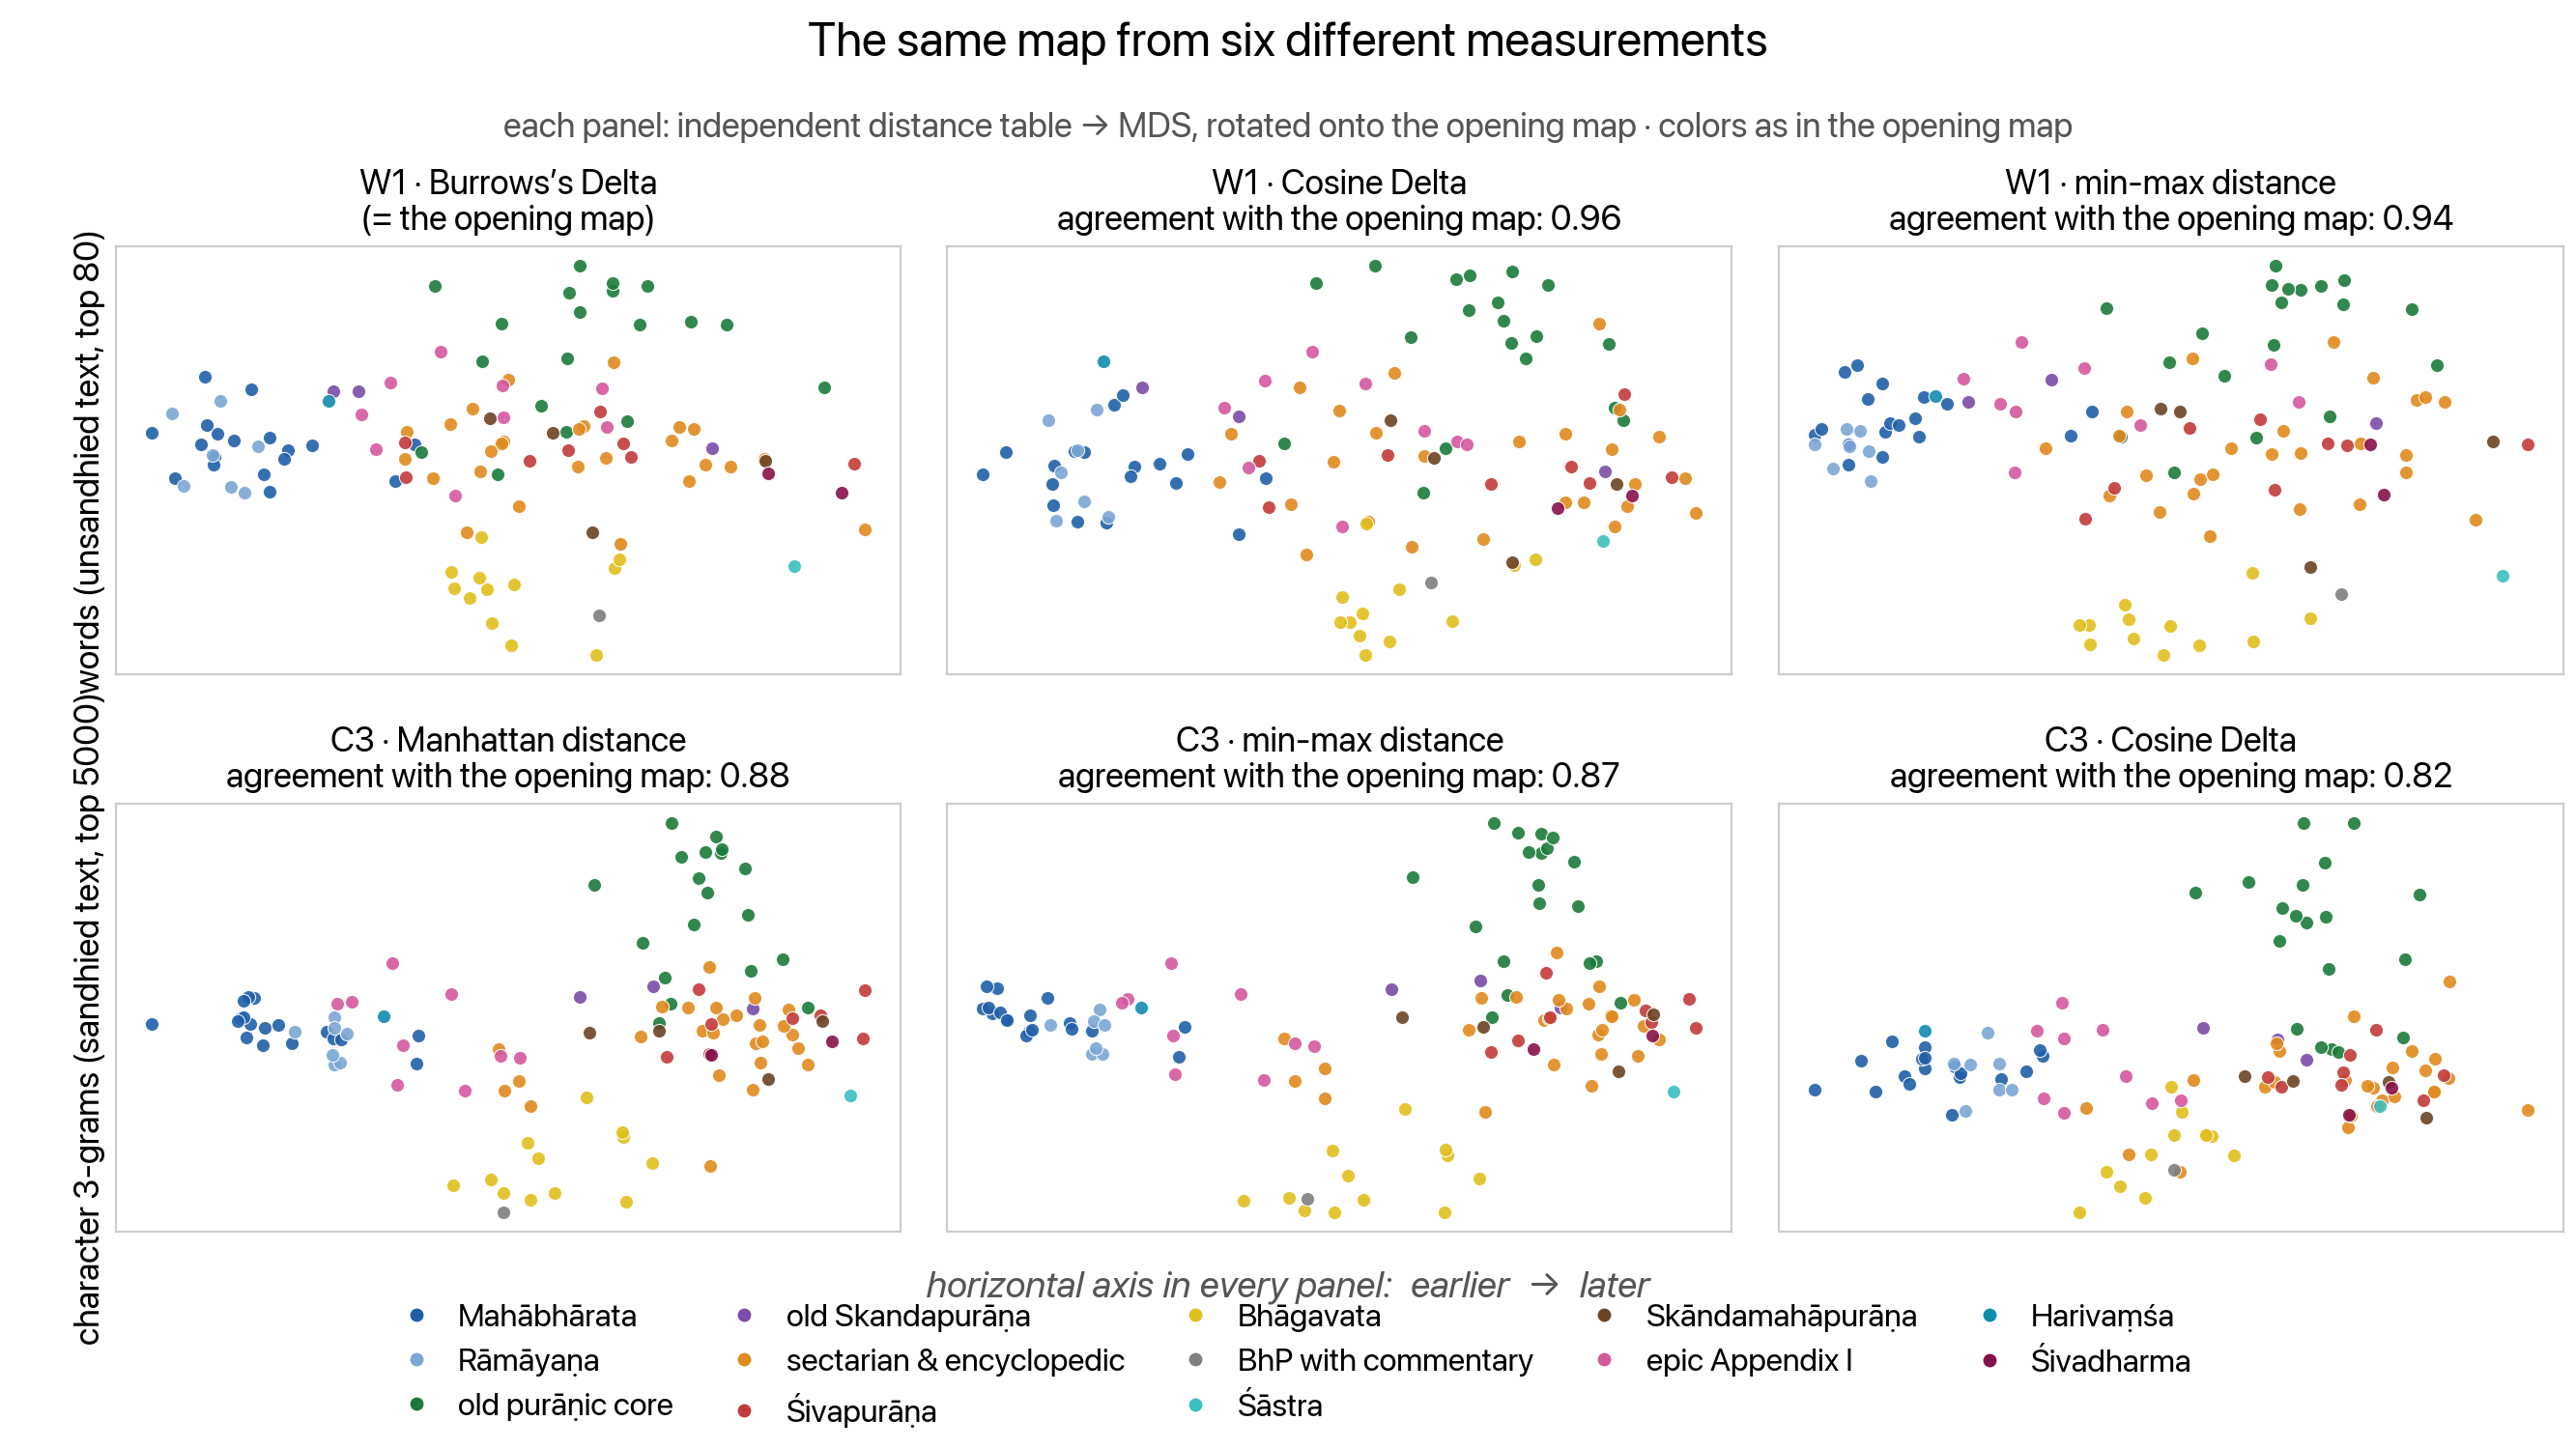 The same map from six different measurements
each panel: independent distance table → MDS, rotated onto the opening map · colors as in the opening map
W1 · Burrows’s Delta
(= the opening map)
W1 · Cosine Delta
agreement with the opening map: 0.96
W1 · min-max distance
agreement with the opening map: 0.94
words (unsandhied text, top 80)
C3 · Manhattan distance
agreement with the opening map: 0.88
C3 · min-max distance
agreement with the opening map: 0.87
C3 · Cosine Delta
agreement with the opening map: 0.82
character 3-grams (sandhied text, top 5000)
horizontal axis in every panel: earlier → later
Mahābhārata
Rāmāyaṇa
old purāṇic core
old Skandapurāṇa
sectarian & encyclopedic
Śivapurāṇa
Bhāgavata
BhP with commentary
Śāstra
Skāndamahāpurāṇa
epic Appendix I
Harivaṃśa
Śivadharma